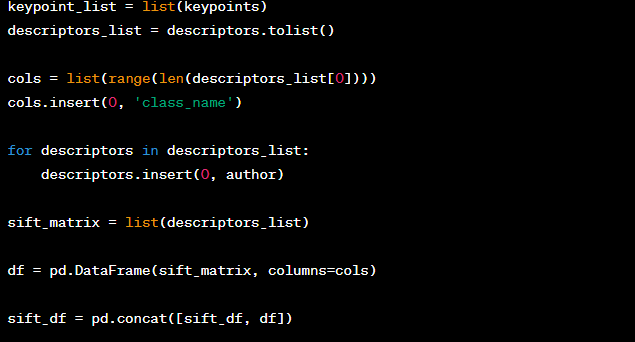 keypoint_list = list(keypoints)
descriptors_list = descriptors.tolist()
cols = list(range(len(descriptors_list[0])))
cols.insert(0, 'class_name')
for descriptors in descriptors_list:
    descriptors.insert(0, author)
sift_matrix = list(descriptors_list)
df = pd.DataFrame(sift_matrix, columns=cols)
sift_df = pd.concat([sift_df, df])